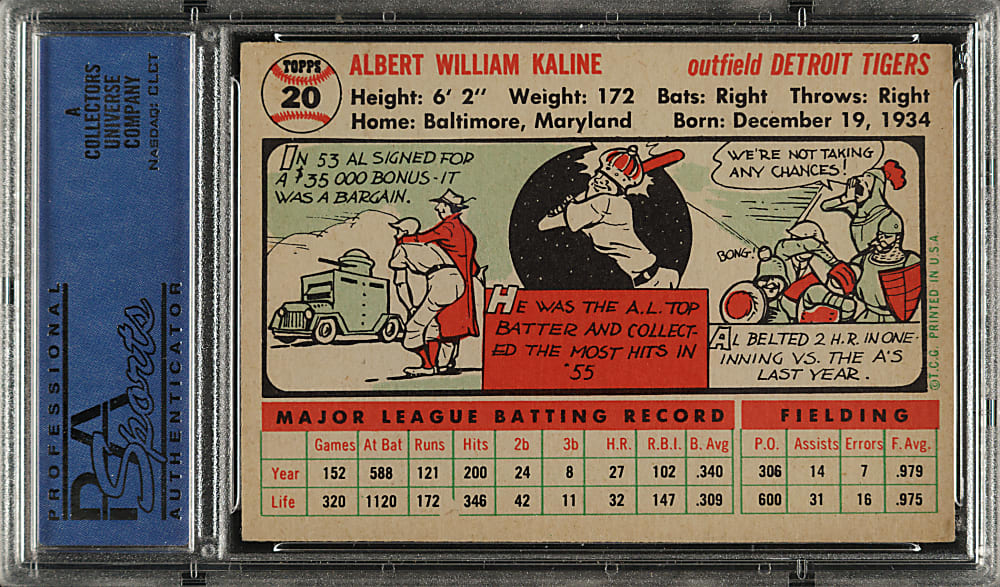 A
COLLECTORS
UNIVERSE
COMPANY
NASDAQ: CLCT
PROFESSIONAL
PSA
Sports
AUTHENTICATOR
TOPPS
20
ALBERT WILLIAM KALINE
outfield DETROIT TIGERS
Height: 6' 2" Weight: 172 Bats: Right Throws: Right
Home: Baltimore, Maryland Born: December 19, 1934
IN 53 AL SIGNED FOR
A $35 000 BONUS-IT
WAS A BARGAIN.
HE WAS THE A.L. TOP
BATTER AND COLLECT-
ED THE MOST HITS IN
'55
WE'RE NOT TAKING
ANY CHANCES!
BONG!
AL BELTED 2 H.R. IN ONE
INNING VS. THE A'S
LAST YEAR.
©T.C.G. PRINTED IN U.S.A.
MAJOR LEAGUE BATTING RECORD
Games At Bat Runs Hits 2b 3b H.R. R.B.I. B. Avg
Year 152 588 121 200 24 8 27 102 .340
Life 320 1120 172 346 42 11 32 147 .309
FIELDING
P.O. Assists Errors F. Avg.
306 14 7 .979
600 31 16 .975